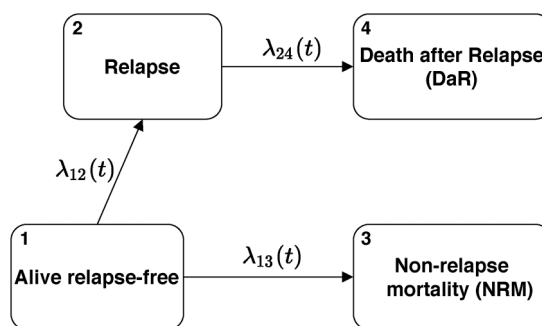 2
Relapse
λ₂₄(t)
4
Death after Relapse
(DaR)
λ₁₂(t)
1
Alive relapse-free
λ₁₃(t)
3
Non-relapse
mortality (NRM)